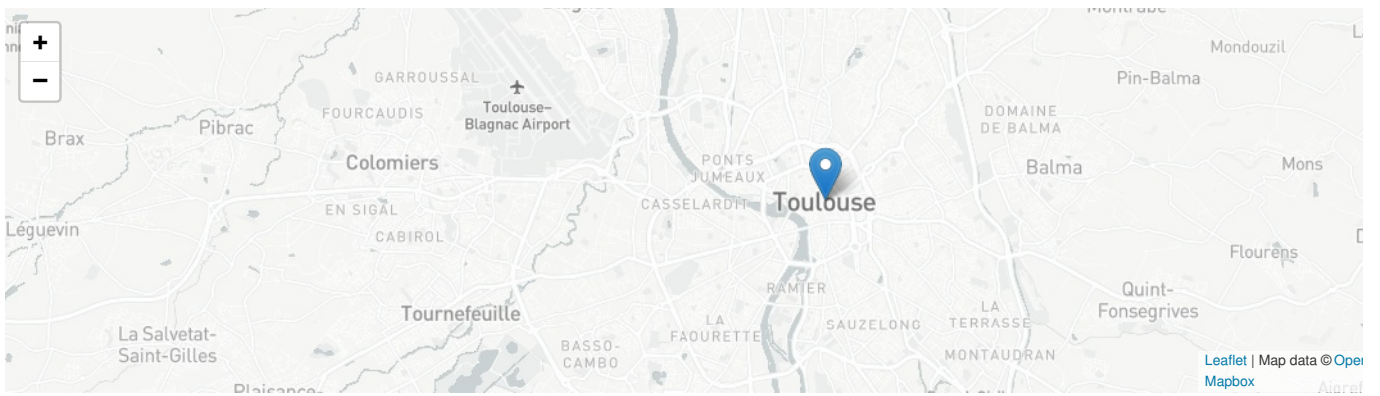 Mondouzil
+
−
GARROUSSAL
Pin-Balma
Toulouse–
Blagnac Airport
FOURCAUDIS
DOMAINE
DE BALMA
Brax
Pibrac
Colomiers
PONTS
JUMEAUX
Balma
Mons
EN SIGAL
CASSELARDIT
Toulouse
Léguevin
CABIROL
Flourens
RAMIER
Quint-
Fonsegrives
Tournefeuille
LA
TERRASSE
La Salvetat-
Saint-Gilles
LA
FAOURETTE
SAUZELONG
BASSO-
CAMBO
MONTAUDRAN
Leaflet | Map data © Oper
Mapbox